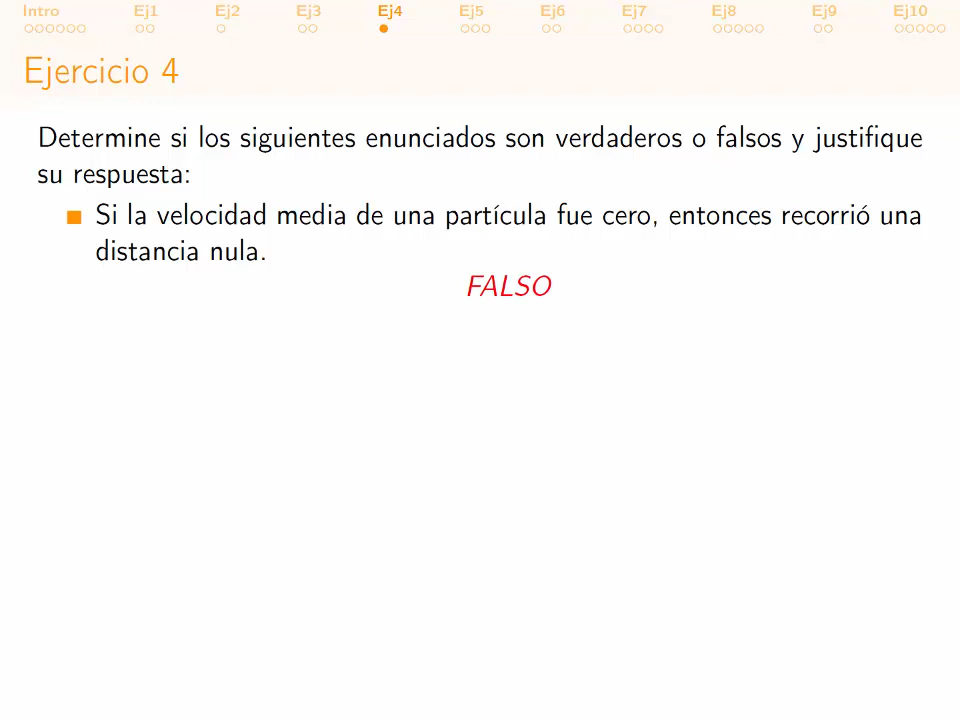 Intro Ej1 Ej2 Ej3 Ej4 Ej5 Ej6 Ej7 Ej8 Ej9 Ej10
Ejercicio 4
Determine si los siguientes enunciados son verdaderos o falsos y justifique
su respuesta:
Si la velocidad media de una partícula fue cero, entonces recorrió una
distancia nula.
FALSO